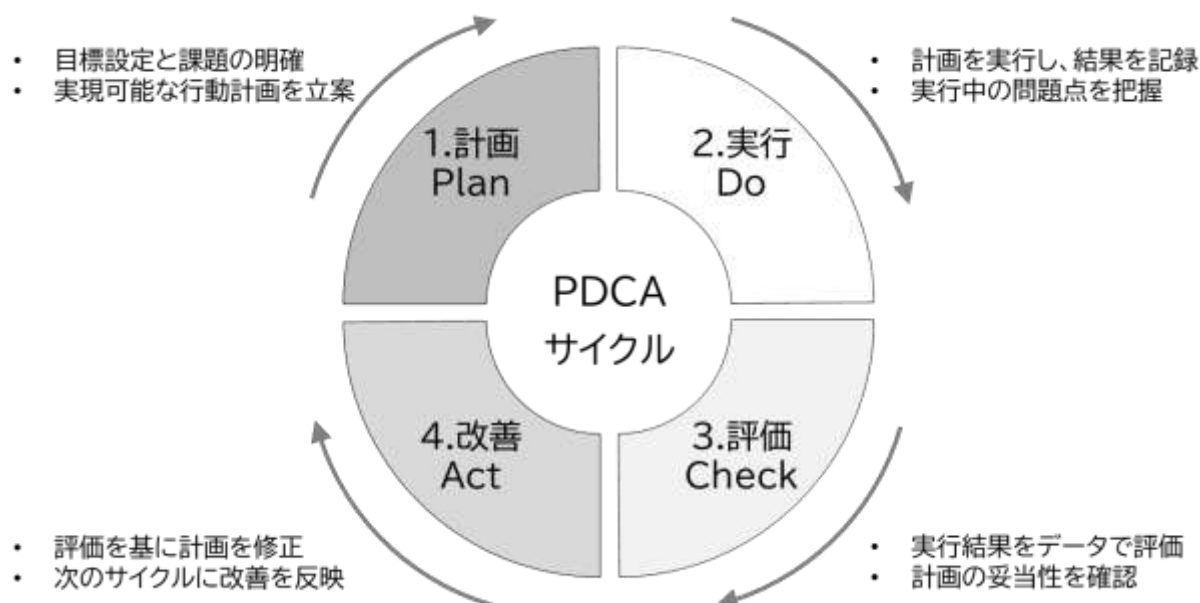 • 目標設定と課題の明確
• 実現可能な行動計画を立案
• 計画を実行し、結果を記録
• 実行中の問題点を把握
1.計画
Plan
2.実行
Do
PDCA
サイクル
4.改善
Act
3.評価
Check
• 評価を基に計画を修正
• 次のサイクルに改善を反映
• 実行結果をデータで評価
• 計画の妥当性を確認